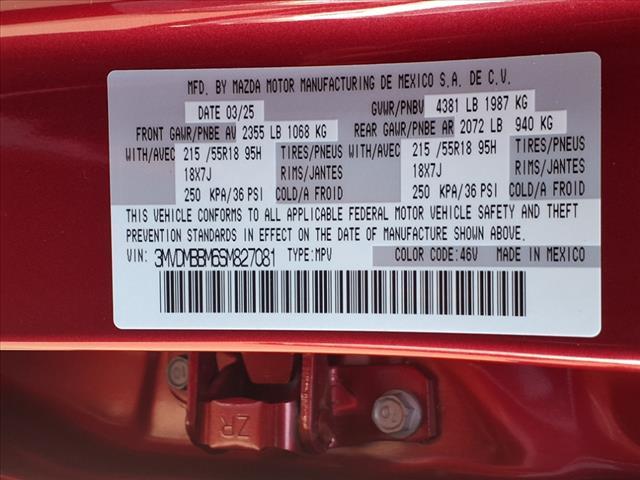 MFD. BY MAZDA MOTOR MANUFACTURING DE MEXICO S.A. DE C.V.
DATE 03/25 GVWR/PNBV 4381 LB 1987 KG
FRONT GAWR/PNBE AV 2355 LB 1068 KG REAR GAWR/PNBE AR 2072 LB 940 KG
WITH/AVEC 215 /55R18 95H TIRES/PNEUS WITH/AVEC 215 /55R18 95H TIRES/PNEUS
18X7J RIMS/JANTES 18X7J RIMS/JANTES
250 KPA/36 PSI COLD/A FROID 250 KPA/36 PSI COLD/A FROID
THIS VEHICLE CONFORMS TO ALL APPLICABLE FEDERAL MOTOR VEHICLE SAFETY AND THEFT
PREVENTION STANDARDS IN EFFECT ON THE DATE OF MANUFACTURE SHOWN ABOVE.
VIN: 3MVDMBBM6SM827081 TYPE:MPV COLOR CODE:46V MADE IN MEXICO
ZR